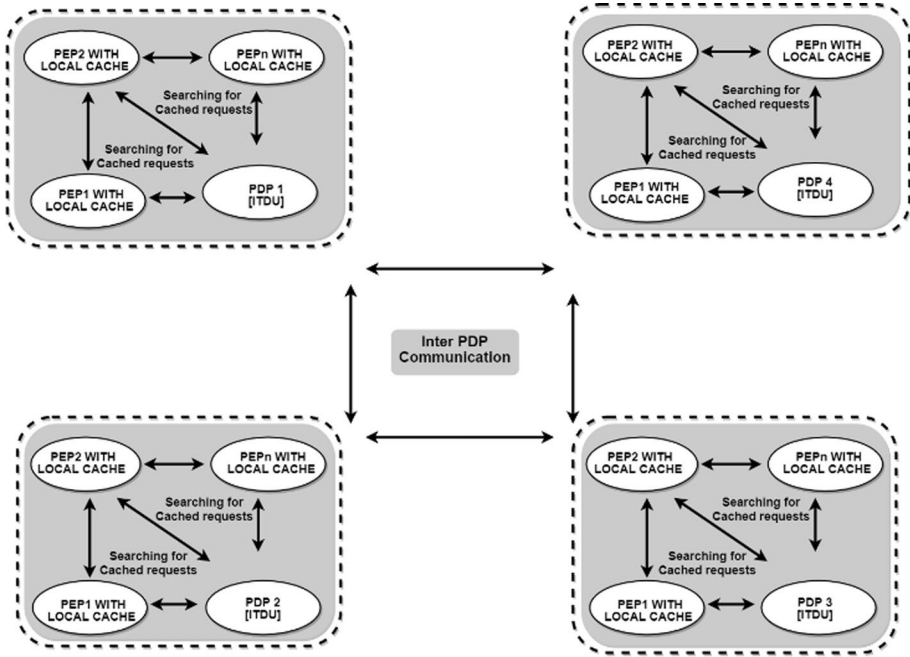 PEP2 WITH
LOCAL CACHE
PEPn WITH
LOCAL CACHE
Searching for
Cached requests
Searching for
Cached requests
PEP1 WITH
LOCAL CACHE
PDP 1
[ITDU]
PEP2 WITH
LOCAL CACHE
PEPn WITH
LOCAL CACHE
Searching for
Cached requests
Searching for
Cached requests
PEP1 WITH
LOCAL CACHE
PDP 4
[ITDU]
Inter PDP
Communication
PEP2 WITH
LOCAL CACHE
PEPn WITH
LOCAL CACHE
Searching for
Cached requests
Searching for
Cached requests
PEP1 WITH
LOCAL CACHE
PDP 2
[ITDU]
PEP2 WITH
LOCAL CACHE
PEPn WITH
LOCAL CACHE
Searching for
Cached requests
Searching for
Cached requests
PEP1 WITH
LOCAL CACHE
PDP 3
[ITDU]